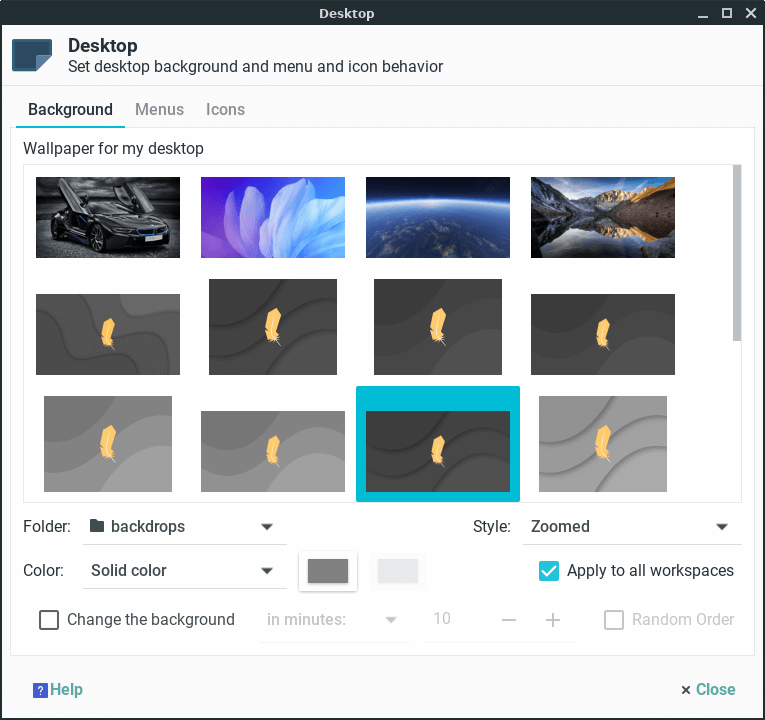 Desktop
Desktop
Set desktop background and menu and icon behavior
Background Menus Icons
Wallpaper for my desktop
Folder: backdrops Style: Zoomed
Color: Solid color Apply to all workspaces
Change the background in minutes: 10 Random Order
? Help × Close